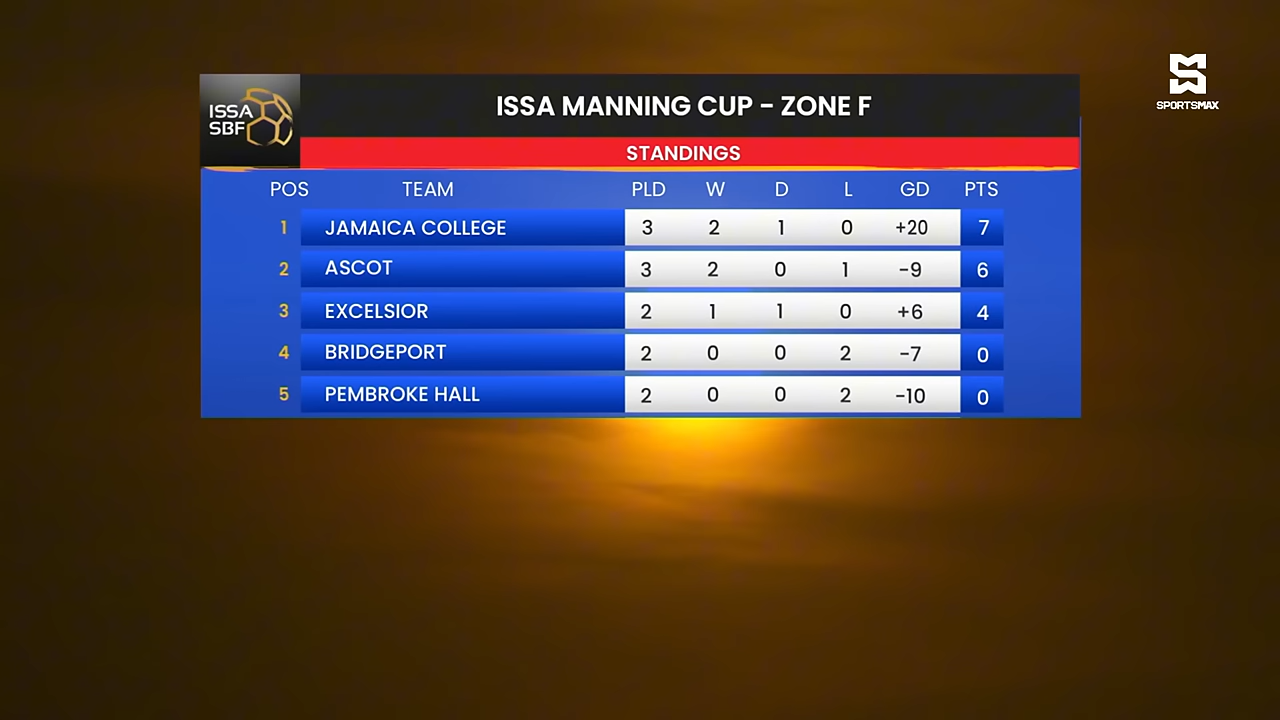 ISSA
SBF
ISSA MANNING CUP - ZONE F
SPORTSMAX
STANDINGS
POS TEAM PLD W D L GD PTS
1 JAMAICA COLLEGE 3 2 1 0 +20 7
2 ASCOT 3 2 0 1 -9 6
3 EXCELSIOR 2 1 1 0 +6 4
4 BRIDGEPORT 2 0 0 2 -7 0
5 PEMBROKE HALL 2 0 0 2 -10 0